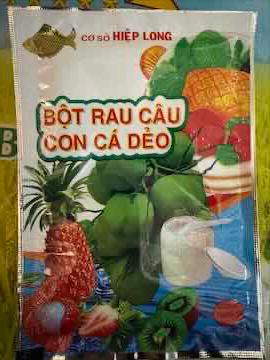 CƠ SỞ HIỆP LONG
BỘT RAU CÂU
CON CÁ DẺO